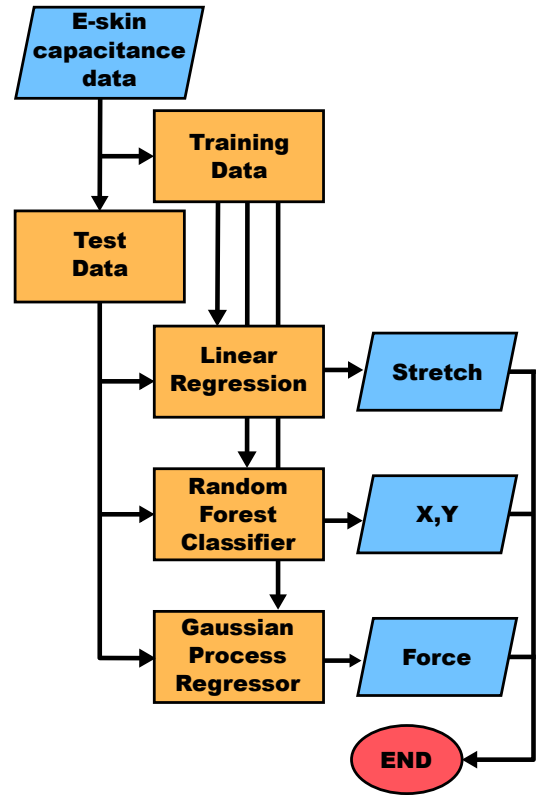 E-skin
capacitance
data
Training
Data
Test
Data
Linear
Regression
Stretch
Random
Forest
Classifier
X,Y
Gaussian
Process
Regressor
Force
END